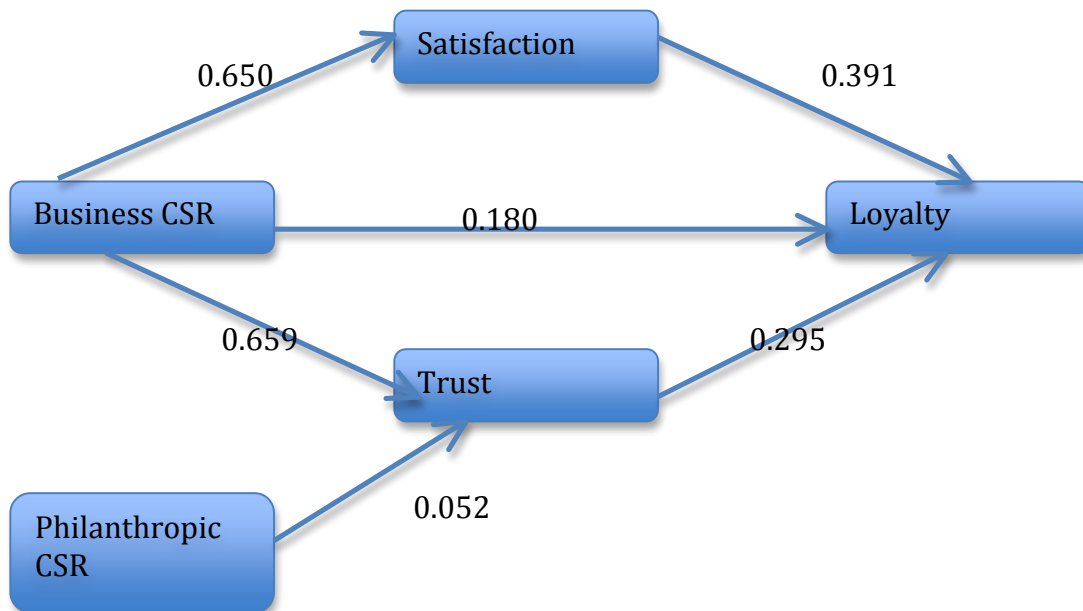 Satisfaction
0.650
0.391
Business CSR
0.180
Loyalty
0.659
0.295
Trust
0.052
Philanthropic
CSR